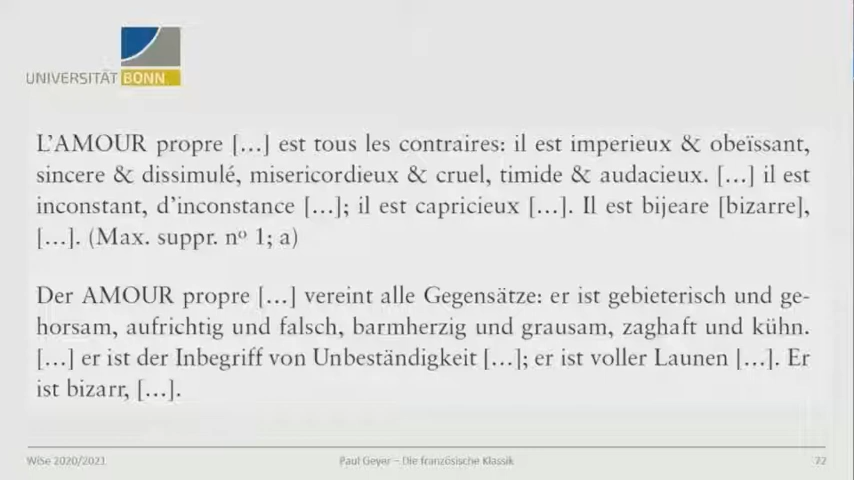 UNIVERSITÄT BONN
L’AMOUR propre […] est tous les contraires: il est imperieux & obeïssant,
sincere & dissimulé, misericordieux & cruel, timide & audacieux. […] il est
inconstant, d’inconstance […]; il est capricieux […]. Il est bijeare [bizarre],
[…]. (Max. suppr. nº 1; a)
Der AMOUR propre […] vereint alle Gegensätze: er ist gebieterisch und ge-
horsam, aufrichtig und falsch, barmherzig und grausam, zaghaft und kühn.
[…] er ist der Inbegriff von Unbeständigkeit […]; er ist voller Launen […]. Er
ist bizarr, […].
WiSe 2020/2021 Paul Geyer – Die französische Klassik 72